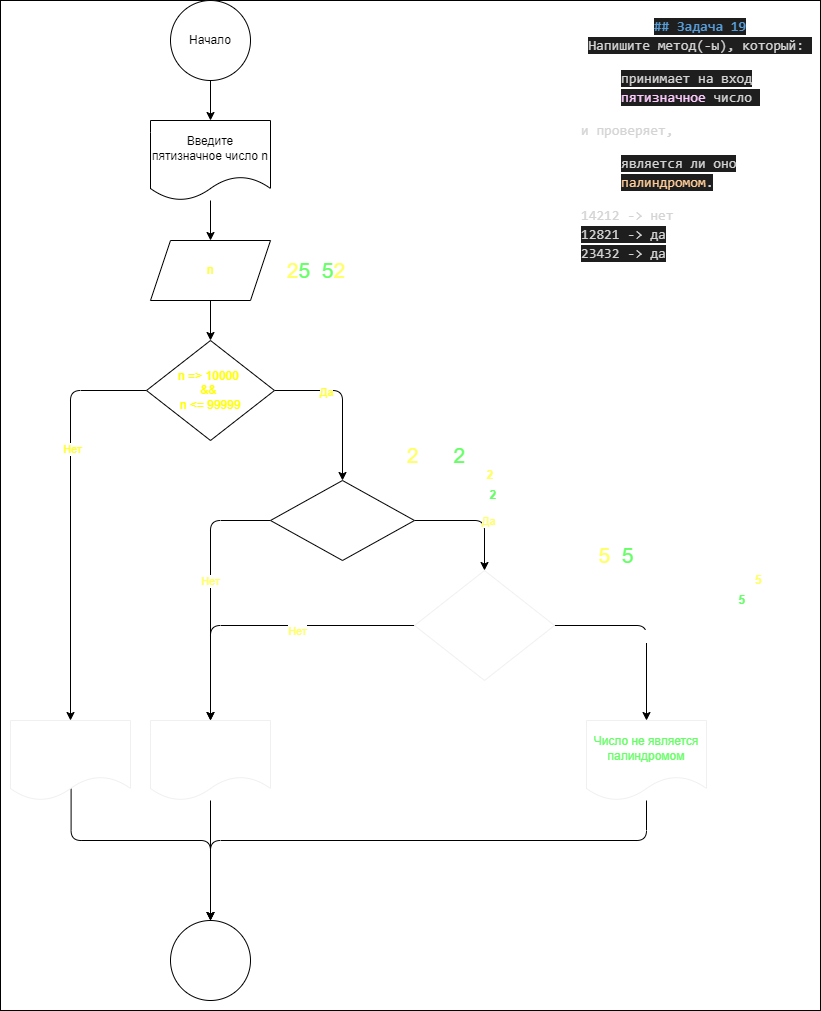 Начало
## Задача 19
Напишите метод(-ы), который:
принимает на вход
пятизначное число
и проверяет,
является ли оно
палиндромом.
14212 -> нет
12821 -> да
23432 -> да
Введите
пятизначное число n
n
25 52
n => 10000
&&
n <= 99999
Да
Нет
2 2
2
2
Да
5 5
5
5
Нет
Нет
Число не является
палиндромом